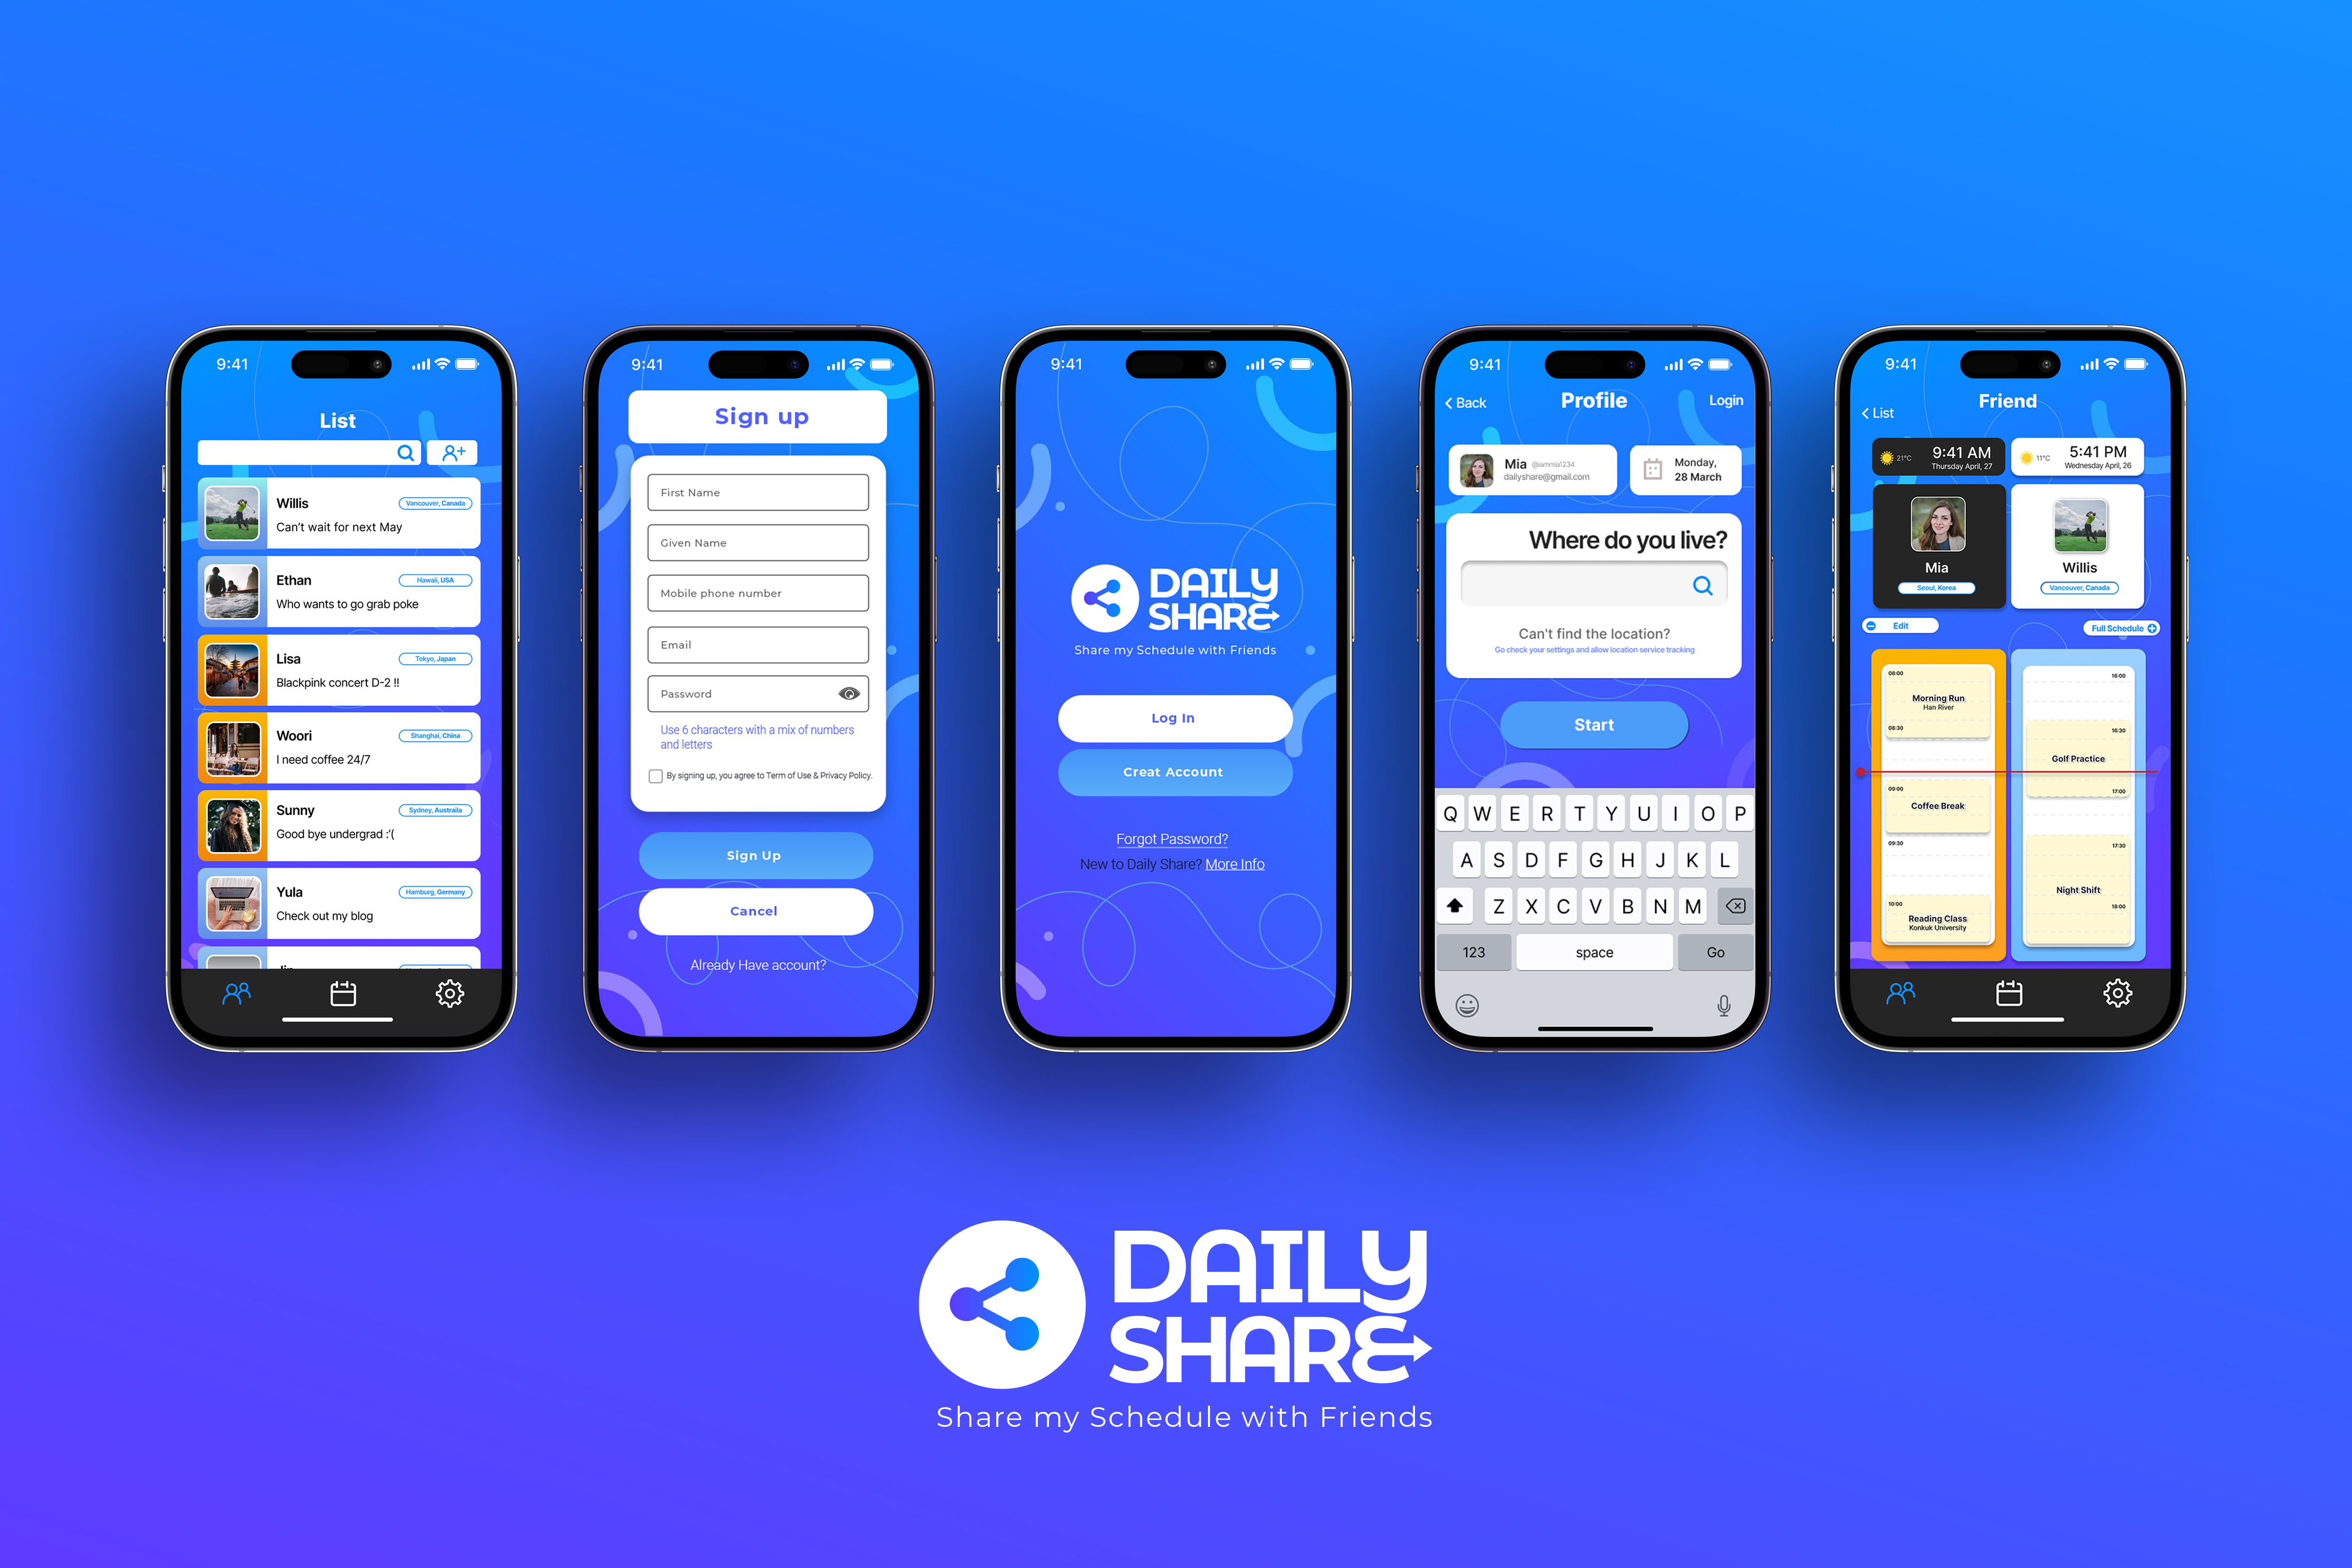 9:41
List
Willis
Vancouver, Canada
Can't wait for next May
Ethan
Hawaii, USA
Who wants to go grab poke
Lisa
Tokyo, Japan
Blackpink concert D-2 !!
Woori
Shanghai, China
I need coffee 24/7
Sunny
Sydney, Austraila
Good bye undergrad :'(
Yula
Hamburg, Germany
Check out my blog
9:41
Sign up
First Name
Given Name
Mobile phone number
Email
Password
Use 6 characters with a mix of numbers
and letters
By signing up, you agree to Term of Use & Privacy Policy.
Sign Up
Cancel
Already Have account?
9:41
DAILY
SHARE
Share my Schedule with Friends
Log In
Creat Account
Forgot Password?
New to Daily Share? More Info
9:41
Back
Profile
Login
Mia @iammia1234
dailyshare@gmail.com
Monday,
28 March
Where do you live?
Can't find the location?
Go check your settings and allow location service tracking
Start
Q W E R T Y U I O P
A S D F G H J K L
Z X C V B N M
123 space Go
9:41
List
Friend
21°C
9:41 AM
Thursday April, 27
11°C
5:41 PM
Wednesday April, 26
Mia
Seoul, Korea
Willis
Vancouver, Canada
Edit
Full Schedule
08:00
Morning Run
Han River
08:30
09:00
Coffee Break
09:30
10:00
Reading Class
Konkuk University
16:00
16:30
Golf Practice
17:00
17:30
Night Shift
18:00
DAILY
SHARE
Share my Schedule with Friends